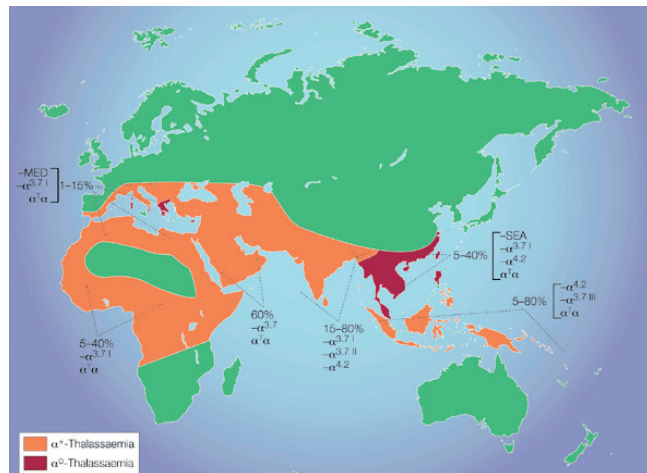 –MED
–α³·⁷ ᴵ
αᵀα
1–15%
–SEA
–α³·⁷ ᴵ
–α⁴·²
αᵀα
5–40%
–α⁴·²
–α³·⁷ ᴵᴵᴵ
αᵀα
5–80%
60%
–α³·⁷
αᵀα
15–80%
–α³·⁷ ᴵ
–α³·⁷ ᴵᴵ
–α⁴·²
5–40%
–α³·⁷ ᴵ
αᵀα
α⁺-Thalassaemia
α⁰-Thalassaemia